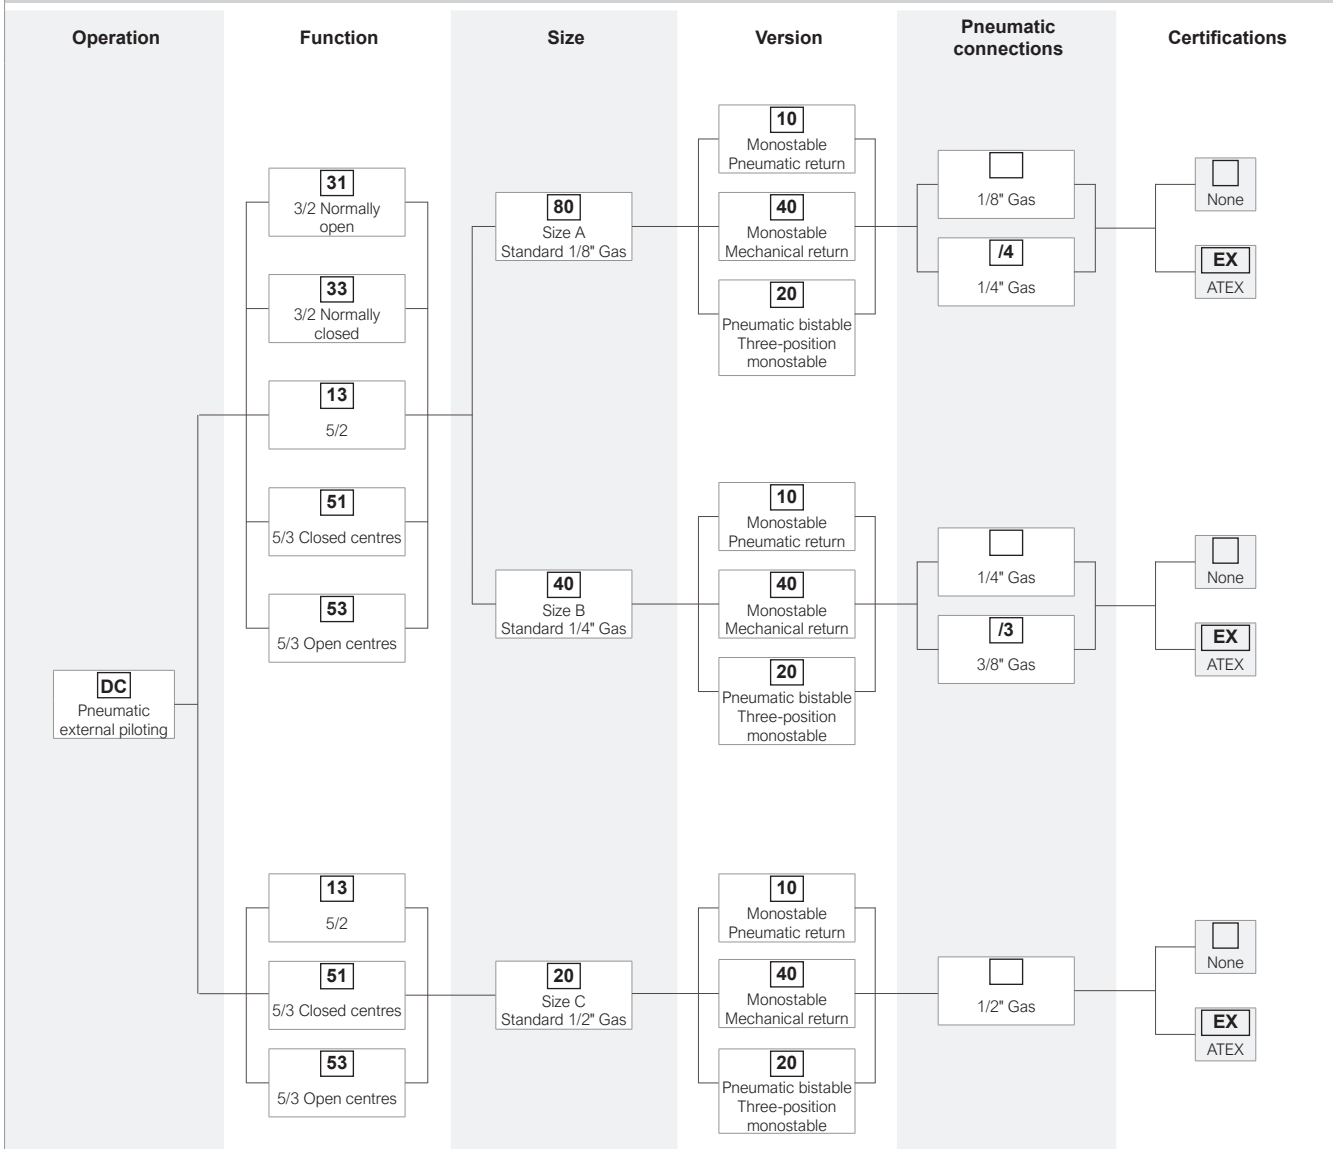 Operation
Function
Size
Version
Pneumatic
connections
Certifications
DC
Pneumatic
external piloting
31
3/2 Normally
open
33
3/2 Normally
closed
13
5/2
51
5/3 Closed centres
53
5/3 Open centres
80
Size A
Standard 1/8" Gas
10
Monostable
Pneumatic return
40
Monostable
Mechanical return
20
Pneumatic bistable
Three-position
monostable
1/8" Gas
/4
1/4" Gas
None
EX
ATEX
40
Size B
Standard 1/4" Gas
10
Monostable
Pneumatic return
40
Monostable
Mechanical return
20
Pneumatic bistable
Three-position
monostable
1/4" Gas
/3
3/8" Gas
None
EX
ATEX
13
5/2
51
5/3 Closed centres
53
5/3 Open centres
20
Size C
Standard 1/2" Gas
10
Monostable
Pneumatic return
40
Monostable
Mechanical return
20
Pneumatic bistable
Three-position
monostable
1/2" Gas
None
EX
ATEX